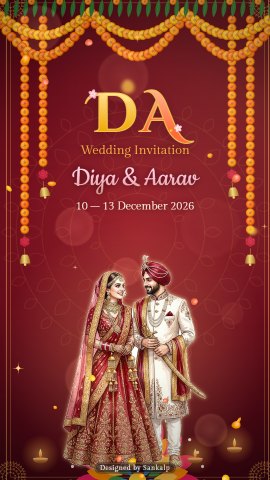 DA
Wedding Invitation
Diya & Aarav
10 — 13 December 2026
Designed by Sankalp